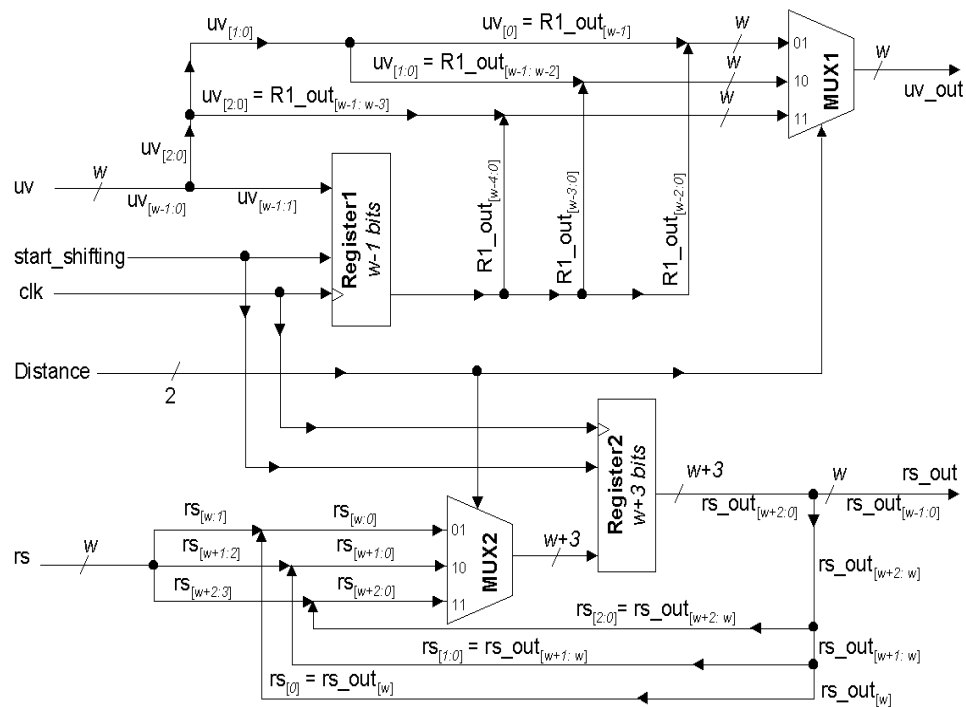 uv[1:0]
uv[0] = R1_out[w-1]
w
01
w
uv[1:0] = R1_out[w-1: w-2]
w
10
MUX1
uv_out
uv[2:0] = R1_out[w-1: w-3]
w
11
uv[2:0]
uv
w
uv[w-1:0]
uv[w-1:1]
Register1
w-1 bits
R1_out[w-4:0]
R1_out[w-3:0]
R1_out[w-2:0]
start_shifting
clk
Distance
2
Register2
w+3 bits
w+3
rs_out[w+2:0]
w
rs_out
rs_out[w-1:0]
rs
w
rs[w:1]
rs[w:0]
01
rs[w+1:2]
rs[w+1:0]
10
MUX2
w+3
rs[w+2:3]
rs[w+2:0]
11
rs_out[w+2: w]
rs[2:0]= rs_out[w+2: w]
rs_out[w+1: w]
rs[1:0] = rs_out[w+1: w]
rs_out[w]
rs[0] = rs_out[w]